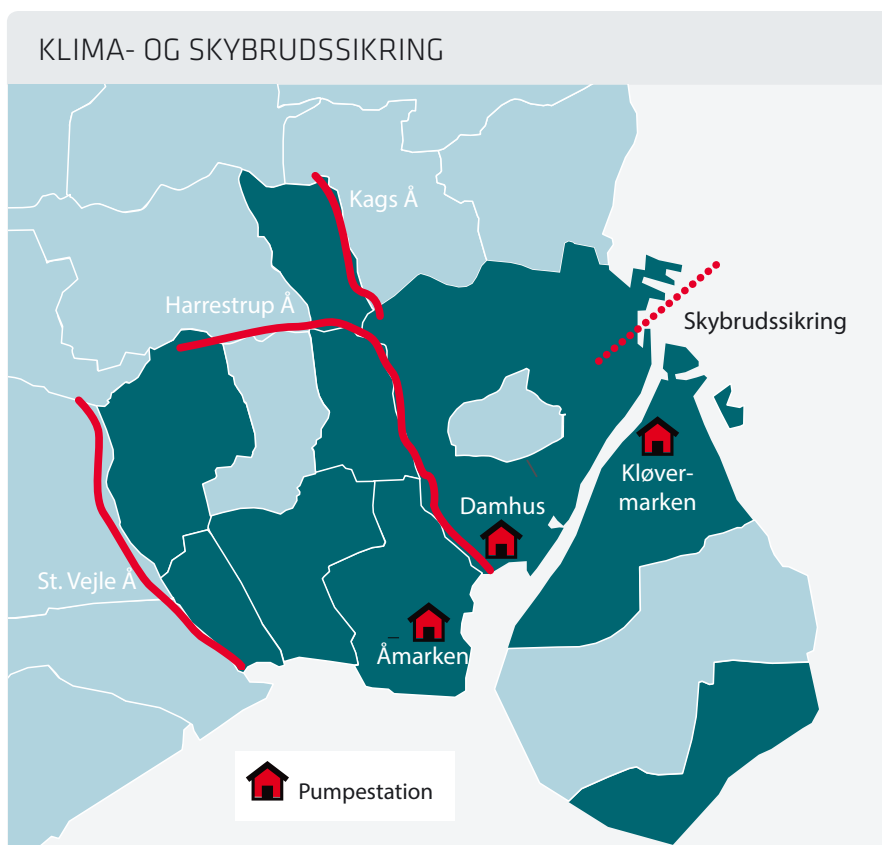 KLIMA- OG SKYBRUDSSIKRING
Kags Å
Harrestrup Å
Skybrudssikring
Kløver-
marken
Damhus
St. Vejle Å
Åmarken
Pumpestation